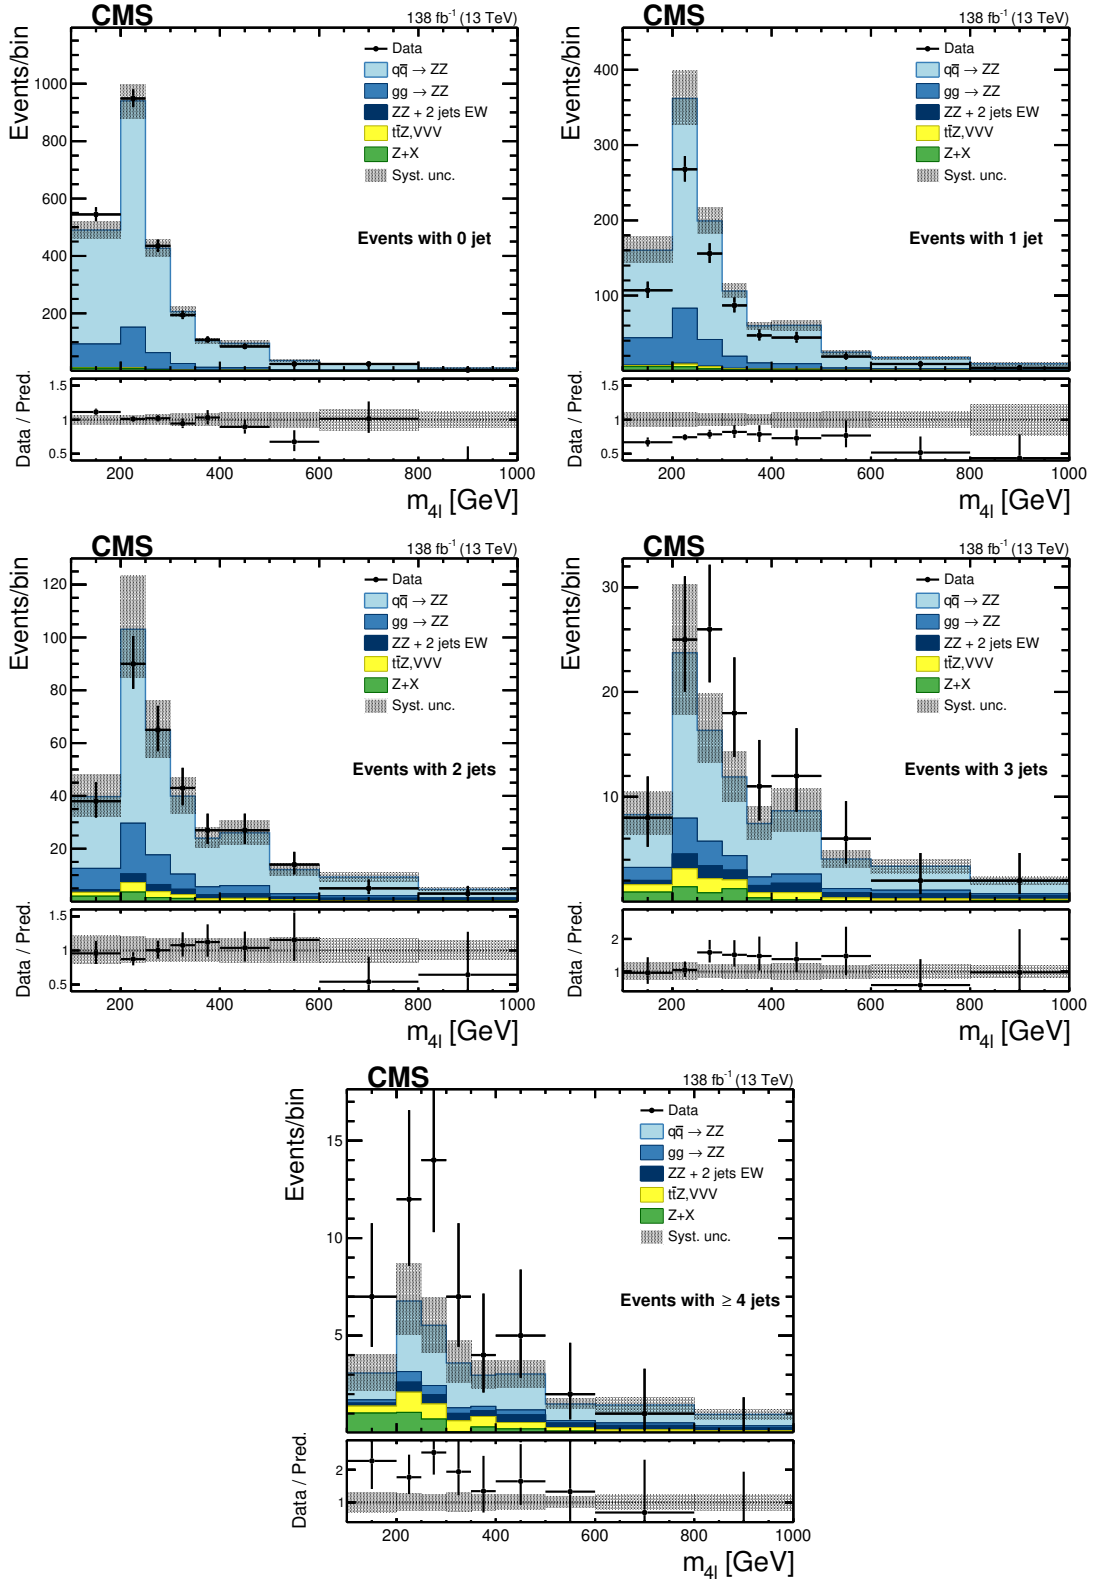 CMS 138 fb⁻¹ (13 TeV)
Events/bin
1000
800
600
400
200
Data
qq̄ → ZZ
gg → ZZ
ZZ + 2 jets EW
tt̄Z,VVV
Z+X
Syst. unc.
Events with 0 jet
Data / Pred.
1.5
1
0.5
200 400 600 800 1000
m4l [GeV]
CMS 138 fb⁻¹ (13 TeV)
Events/bin
400
300
200
100
Data
qq̄ → ZZ
gg → ZZ
ZZ + 2 jets EW
tt̄Z,VVV
Z+X
Syst. unc.
Events with 1 jet
Data / Pred.
1.5
1
0.5
200 400 600 800 1000
m4l [GeV]
CMS 138 fb⁻¹ (13 TeV)
Events/bin
120
100
80
60
40
20
Data
qq̄ → ZZ
gg → ZZ
ZZ + 2 jets EW
tt̄Z,VVV
Z+X
Syst. unc.
Events with 2 jets
Data / Pred.
1.5
1
0.5
200 400 600 800 1000
m4l [GeV]
CMS 138 fb⁻¹ (13 TeV)
Events/bin
30
20
10
Data
qq̄ → ZZ
gg → ZZ
ZZ + 2 jets EW
tt̄Z,VVV
Z+X
Syst. unc.
Events with 3 jets
Data / Pred.
2
1
200 400 600 800 1000
m4l [GeV]
CMS 138 fb⁻¹ (13 TeV)
Events/bin
15
10
5
Data
qq̄ → ZZ
gg → ZZ
ZZ + 2 jets EW
tt̄Z,VVV
Z+X
Syst. unc.
Events with ≥ 4 jets
Data / Pred.
2
1
200 400 600 800 1000
m4l [GeV]